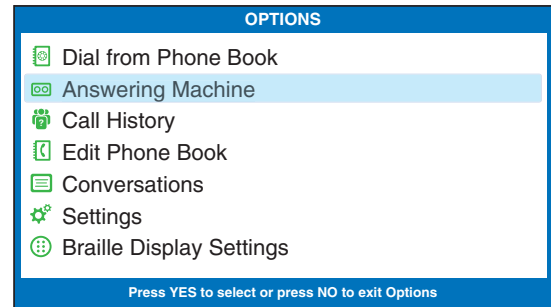 OPTIONS
Dial from Phone Book
Answering Machine
Call History
Edit Phone Book
Conversations
Settings
Braille Display Settings
Press YES to select or press NO to exit Options